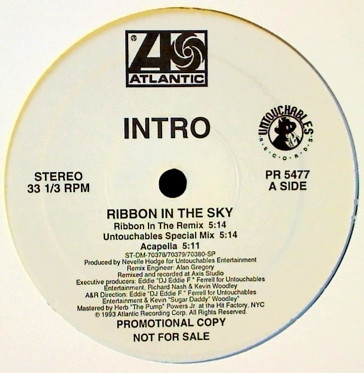 ATLANTIC
INTRO
UNTOUCHABLES
RECORDS
STEREO
33 1/3 RPM
PR 5477
A SIDE
RIBBON IN THE SKY
Ribbon In The Remix 5:14
Untouchables Special Mix 5:14
Acapella 5:11
ST-DM-70378/70379/70380-SP
Produced by Nevelle Hodge for Untouchables Entertainment
Remix Engineer: Alan Gregory
Remixed and recorded at Axis Studio
Executive producers: Eddie "DJ Eddie F." Ferrell for Untouchables
Entertainment, Richard Nash & Kevin Woodley
A&R Direction: Eddie "DJ Eddie F." Ferrell for Untouchables
Entertainment & Kevin "Sugar Daddy" Woodley
Mastered by Herb "The Pump" Powers Jr at the Hit Factory, NYC
© 1993 Atlantic Recording Corp. All Rights Reserved.
PROMOTIONAL COPY
NOT FOR SALE